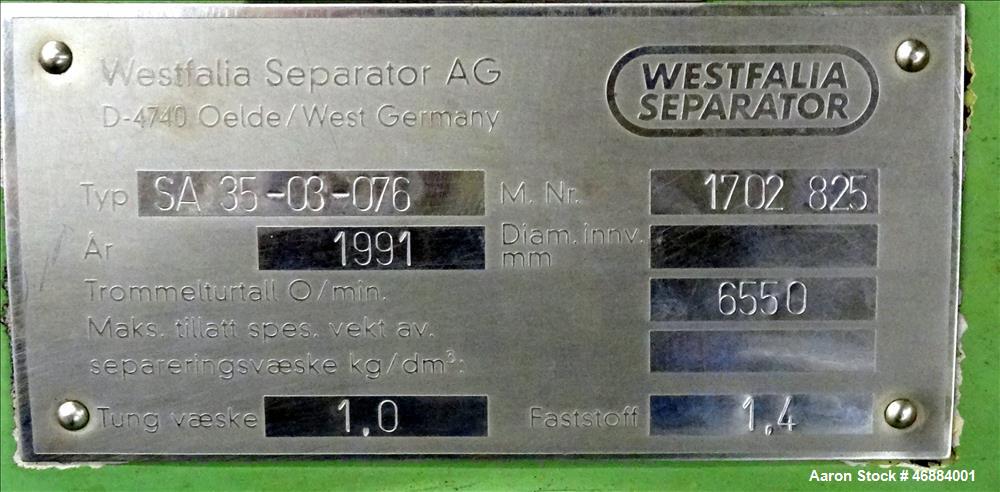 Westfalia Separator AG
D-4740 Oelde/West Germany
WESTFALIA
SEPARATOR
Typ SA 35-03-076 M. Nr. 1702 825
År 1991 Diam. innv. mm
Trommelturtall O/min. 6550
Maks. tillatt spes. vekt av.
separeringsvæske kg/dm³:
Tung væske 1,0 Faststoff 1,4
Aaron Stock # 46884001